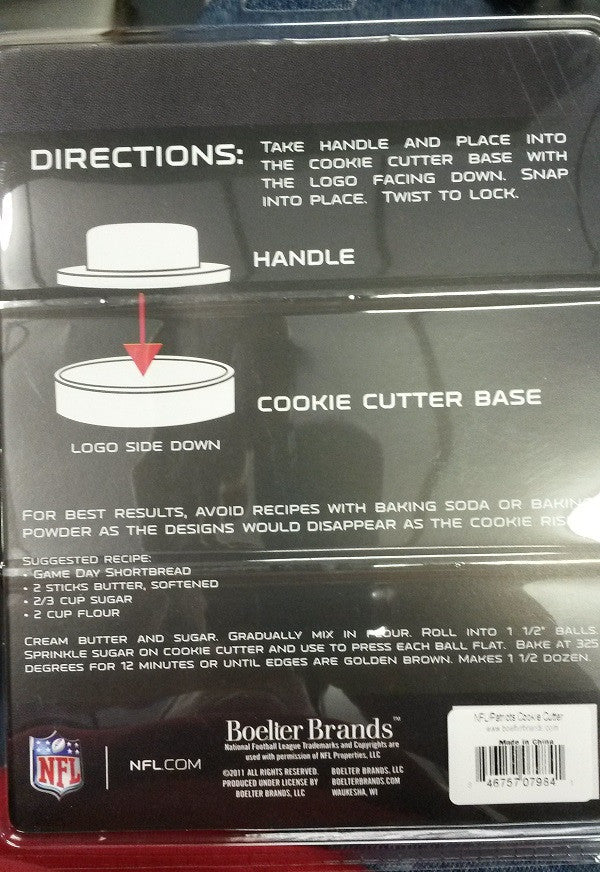 DIRECTIONS:
TAKE HANDLE AND PLACE INTO
THE COOKIE CUTTER BASE WITH
THE LOGO FACING DOWN. SNAP
INTO PLACE. TWIST TO LOCK.
HANDLE
COOKIE CUTTER BASE
LOGO SIDE DOWN
FOR BEST RESULTS, AVOID RECIPES WITH BAKING SODA OR BAKING
POWDER AS THE DESIGNS WOULD DISAPPEAR AS THE COOKIE
SUGGESTED RECIPE:
• GAME DAY SHORTBREAD
• 2 STICKS BUTTER, SOFTENED
• 2/3 CUP SUGAR
• 2 CUP FLOUR
CREAM BUTTER AND SUGAR. GRADUALLY MIX IN FLOUR. ROLL INTO 1 1/2" BALLS.
SPRINKLE SUGAR ON COOKIE CUTTER AND USE TO PRESS EACH BALL FLAT. BAKE AT 325
DEGREES FOR 12 MINUTES OR UNTIL EDGES ARE GOLDEN BROWN. MAKES 1 1/2 DOZEN.
NFL
NFL.COM
Boelter Brands™
National Football League Trademarks and Copyrights are
used with permission of NFL Properties, LLC
©2011 ALL RIGHTS RESERVED.
PRODUCED UNDER LICENSE BY
BOELTER BRANDS, LLC
BOELTER BRANDS, LLC
BOELTERBRANDS.COM
WAUKESHA, WI
NFL/Patriots Cookie Cutter
www.boelterbrands.com
Made in China
0 46757 07984 1